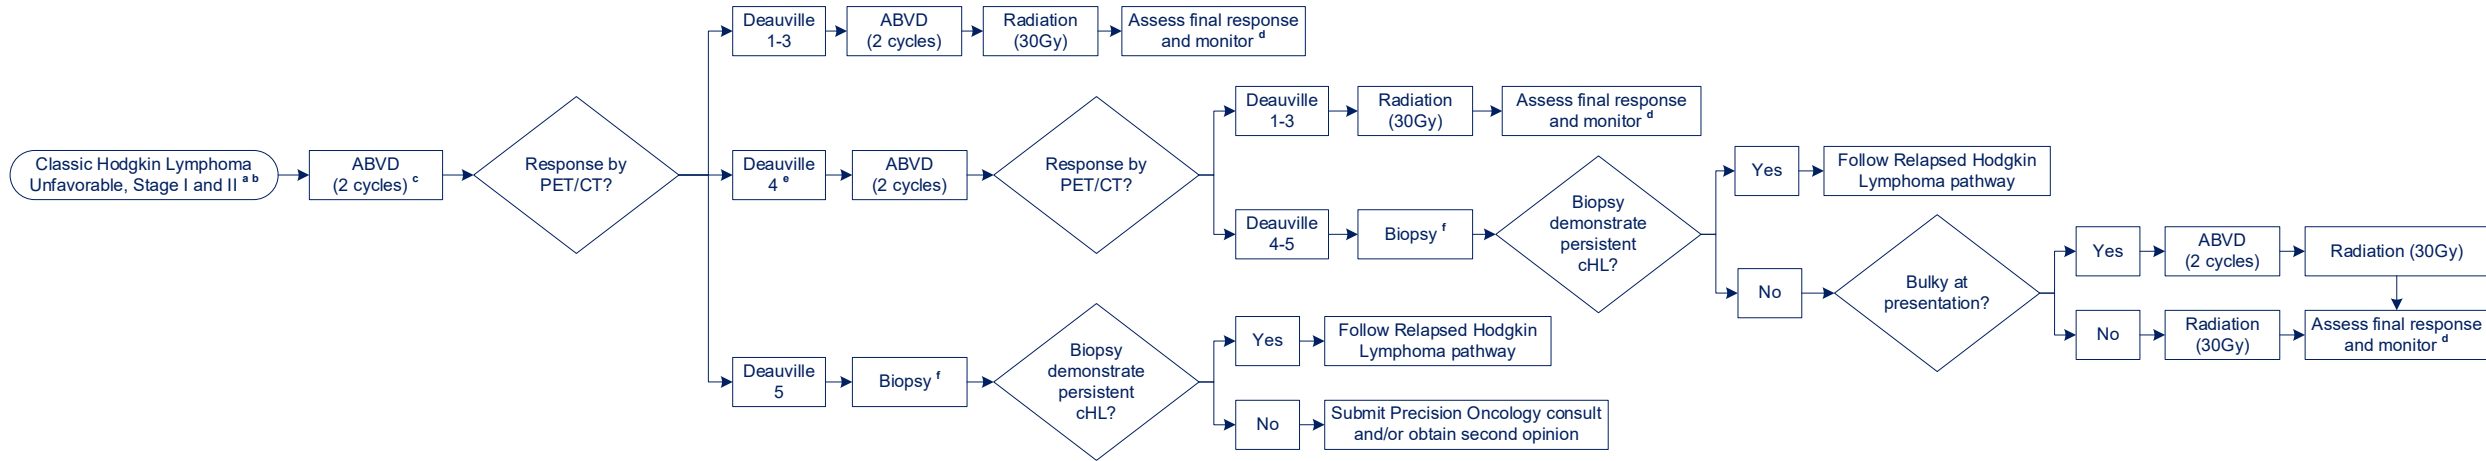 Classic Hodgkin Lymphoma
Unfavorable, Stage I and II a b
ABVD
(2 cycles) c
Response by
PET/CT?
Deauville
1-3
ABVD
(2 cycles)
Radiation
(30Gy)
Assess final response
and monitor d
Deauville
4 e
ABVD
(2 cycles)
Response by
PET/CT?
Deauville
1-3
Radiation
(30Gy)
Assess final response
and monitor d
Deauville
4-5
Biopsy f
Biopsy
demonstrate
persistent
cHL?
Yes
Follow Relapsed Hodgkin
Lymphoma pathway
No
Bulky at
presentation?
Yes
ABVD
(2 cycles)
Radiation (30Gy)
No
Radiation
(30Gy)
Assess final response
and monitor d
Deauville
5
Biopsy f
Biopsy
demonstrate
persistent
cHL?
Yes
Follow Relapsed Hodgkin
Lymphoma pathway
No
Submit Precision Oncology consult
and/or obtain second opinion